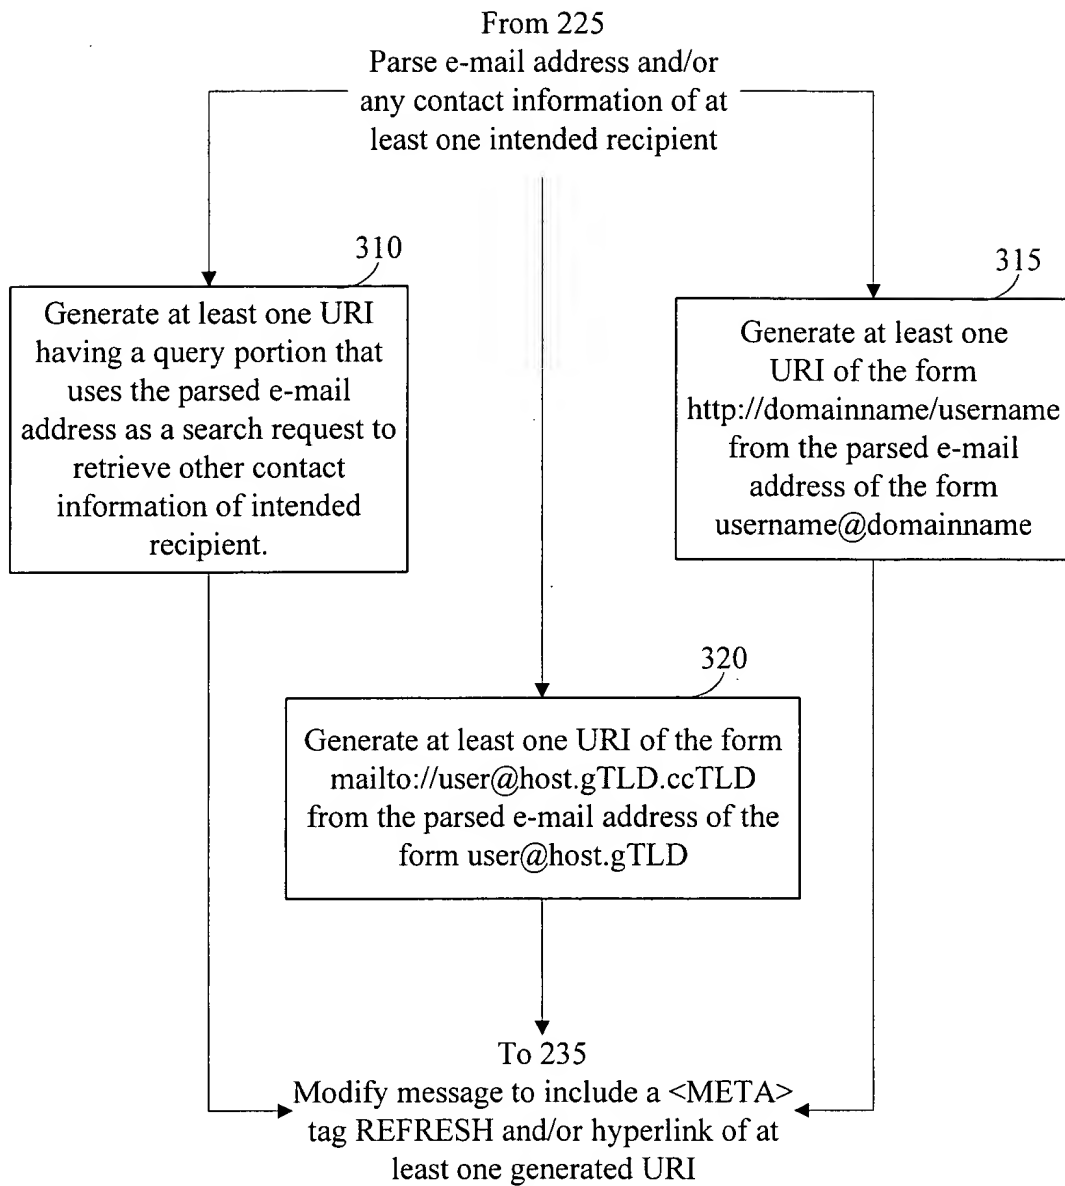 From 225
Parse e-mail address and/or
any contact information of at
least one intended recipient
310
Generate at least one URI
having a query portion that
uses the parsed e-mail
address as a search request to
retrieve other contact
information of intended
recipient.
315
Generate at least one
URI of the form
http://domainname/username
from the parsed e-mail
address of the form
username@domainname
320
Generate at least one URI of the form
mailto://user@host.gTLD.ccTLD
from the parsed e-mail address of the
form user@host.gTLD
To 235
Modify message to include a <META>
tag REFRESH and/or hyperlink of at
least one generated URI